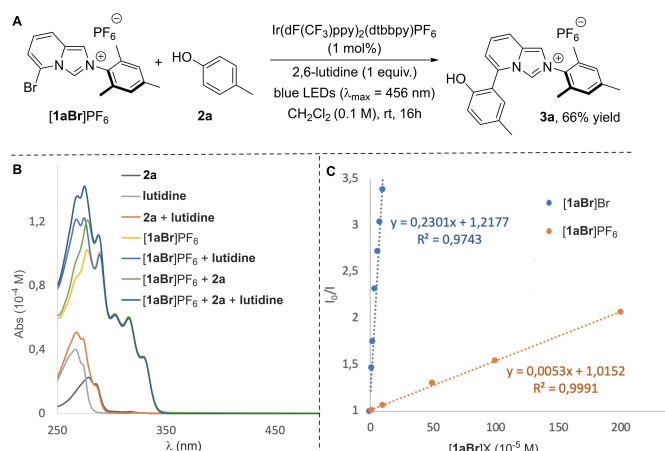 A
PF6⊖
Br
N
N⊕
[1aBr]PF6
+
HO
2a
Ir(dF(CF3)ppy)2(dtbbpy)PF6
(1 mol%)
2,6-lutidine (1 equiv.)
blue LEDs (λmax = 456 nm)
CH2Cl2 (0.1 M), rt, 16h
PF6⊖
N
N⊕
HO
3a, 66% yield
B
2a
lutidine
2a + lutidine
[1aBr]PF6
[1aBr]PF6 + lutidine
[1aBr]PF6 + 2a
[1aBr]PF6 + 2a + lutidine
Abs (10-4 M)
1,2
0,8
0,4
0
250
350
450
λ (nm)
C
I0/I
3,5
3
2,5
2
1,5
1
y = 0,2301x + 1,2177
R² = 0,9743
[1aBr]Br
[1aBr]PF6
y = 0,0053x + 1,0152
R² = 0,9991
0
50
100
150
200
[1aBr]X (10-5 M)